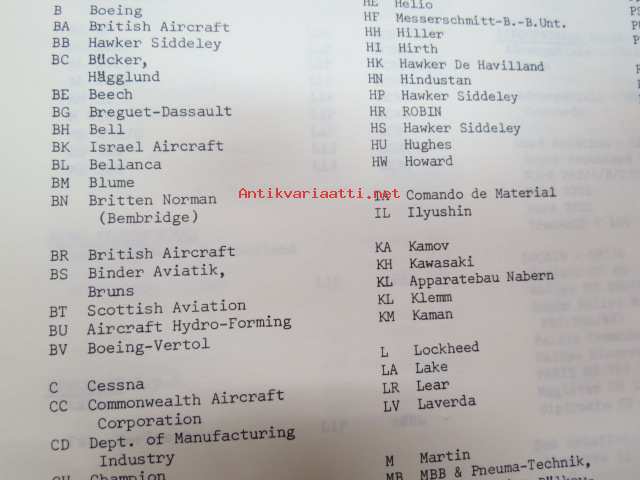 B Boeing
BA British Aircraft
BB Hawker Siddeley
BC Bücker,
Hägglund
BE Beech
BG Breguet-Dassault
BH Bell
BK Israel Aircraft
BL Bellanca
BM Blume
BN Britten Norman
(Bembridge)
BR British Aircraft
BS Binder Aviatik,
Bruns
BT Scottish Aviation
BU Aircraft Hydro-Forming
BV Boeing-Vertol
C Cessna
CC Commonwealth Aircraft
Corporation
CD Dept. of Manufacturing
Industry
CH Champion
HE Helio
HF Messerschmitt-B.-B.Unt.
HH Hiller
HI Hirth
HK Hawker De Havilland
HN Hindustan
HP Hawker Siddeley
HR ROBIN
HS Hawker Siddeley
HU Hughes
HW Howard
Antikvariaatti.net
IA Comando de Material
IL Ilyushin
KA Kamov
KH Kawasaki
KL Apparatebau Nabern
KL Klemm
KM Kaman
L Lockheed
LA Lake
LR Lear
LV Laverda
M Martin
MB MBB & Pneuma-Technik,